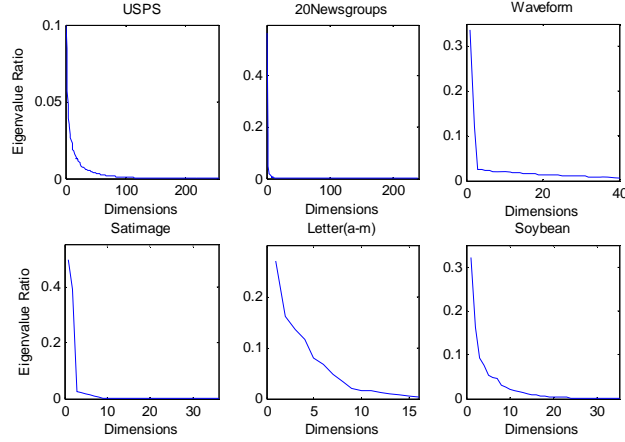 USPS
0.1
0.05
0
0 100 200
Eigenvalue Ratio
Dimensions
20Newsgroups
0.4
0.2
0
0 100 200
Dimensions
Waveform
0.3
0.2
0.1
0
0 20 40
Dimensions
Satimage
0.4
0.2
0
0 10 20 30
Eigenvalue Ratio
Dimensions
Letter(a-m)
0.2
0.1
0
0 5 10 15
Dimensions
Soybean
0.3
0.2
0.1
0
0 10 20 30
Dimensions